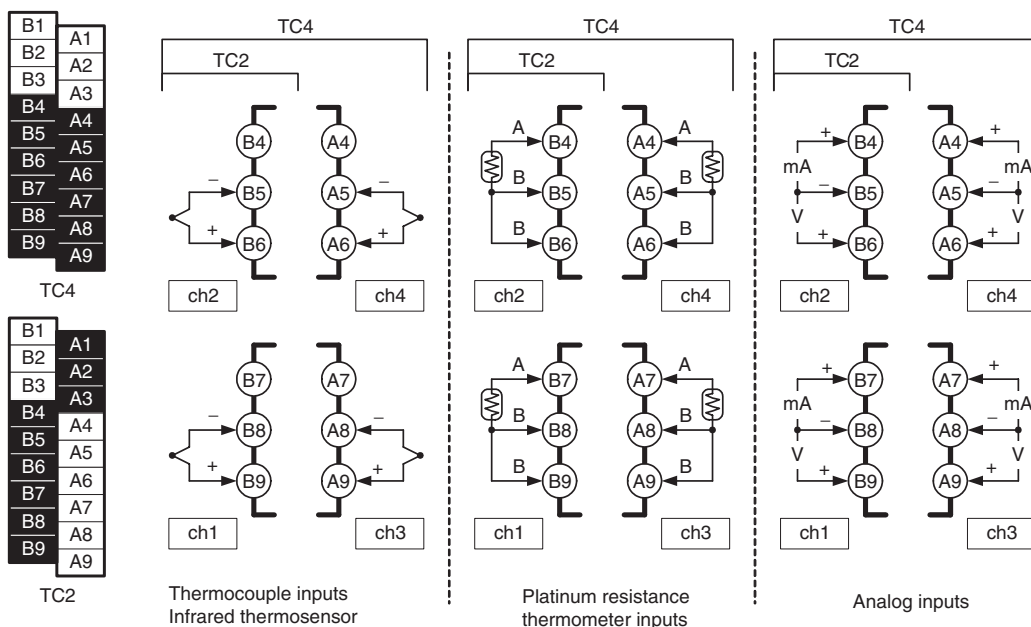 B1
B2
B3
B4
B5
B6
B7
B8
B9
A1
A2
A3
A4
A5
A6
A7
A8
A9
TC4
B1
B2
B3
B4
B5
B6
B7
B8
B9
A1
A2
A3
A4
A5
A6
A7
A8
A9
TC2
TC4
TC2
B4 A4
− B5 A5 −
+ B6 A6 +
ch2 ch4
B7 A7
− B8 A8 −
+ B9 A9 +
ch1 ch3
Thermocouple inputs
Infrared thermosensor
TC4
TC2
A B4 A4 A
B B5 A5 B
B B6 A6 B
ch2 ch4
A B7 A7 A
B B8 A8 B
B B9 A9 B
ch1 ch3
Platinum resistance
thermometer inputs
TC4
TC2
+ B4 A4 +
mA mA
− B5 A5 −
V V
+ B6 A6 +
ch2 ch4
+ B7 A7 +
mA mA
− B8 A8 −
V V
+ B9 A9 +
ch1 ch3
Analog inputs